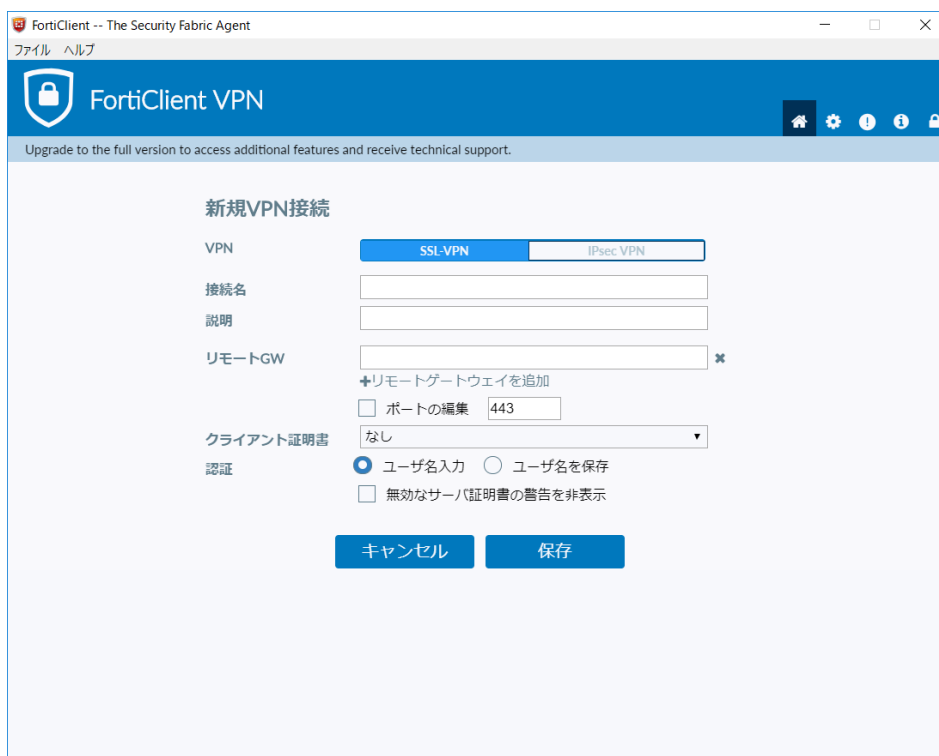 FortiClient -- The Security Fabric Agent
ファイル ヘルプ
FortiClient VPN
Upgrade to the full version to access additional features and receive technical support.
新規VPN接続
VPN SSL-VPN IPsec VPN
接続名
説明
リモートGW
+リモートゲートウェイを追加
ポートの編集 443
クライアント証明書 なし
認証 ユーザ名入力 ユーザ名を保存
無効なサーバ証明書の警告を非表示
キャンセル 保存